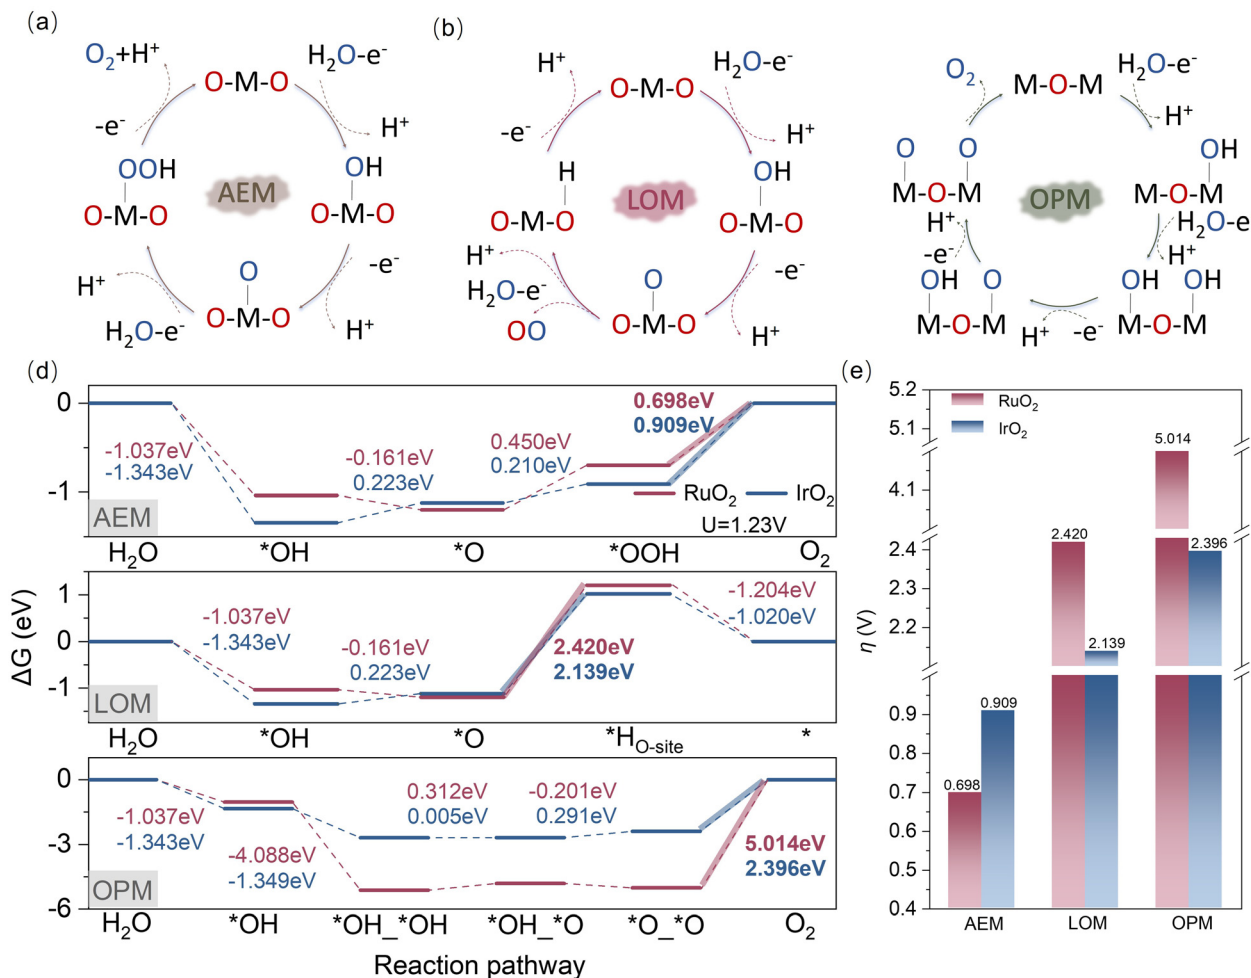 (a)
O₂+H⁺
H₂O-e⁻
O-M-O
-e⁻
H⁺
OOH
OH
AEM
O-M-O
O-M-O
O
-e⁻
H⁺
O-M-O
H₂O-e⁻
H⁺
(b)
H⁺
H₂O-e⁻
O-M-O
-e⁻
H⁺
H
OH
LOM
O-M-O
O-M-O
H⁺
-e⁻
O
H₂O-e⁻
OO
O-M-O
H⁺
O₂
M-O-M
H₂O-e⁻
H⁺
O
O
OH
M-O-M
OPM
M-O-M
H⁺
H₂O-e
-e⁻
H⁺
OH
O
OH
OH
M-O-M
H⁺
-e⁻
M-O-M
(d)
ΔG (eV)
0
-1
-1.037eV
-1.343eV
-0.161eV
0.223eV
0.450eV
0.210eV
0.698eV
0.909eV
RuO₂
IrO₂
U=1.23V
AEM
H₂O
*OH
*O
*OOH
O₂
1
0
-1
-1.037eV
-1.343eV
-0.161eV
0.223eV
2.420eV
2.139eV
-1.204eV
-1.020eV
LOM
H₂O
*OH
*O
*H_O-site
*
0
-3
-6
-1.037eV
-1.343eV
-4.088eV
-1.349eV
0.312eV
0.005eV
-0.201eV
0.291eV
5.014eV
2.396eV
OPM
H₂O
*OH
*OH_*OH
*OH_*O
*O_*O
O₂
Reaction pathway
(e)
η (V)
5.2
5.1
4.1
2.4
2.3
2.2
0.9
0.8
0.7
0.6
0.5
0.4
RuO₂
IrO₂
0.698
0.909
2.420
2.139
5.014
2.396
AEM
LOM
OPM